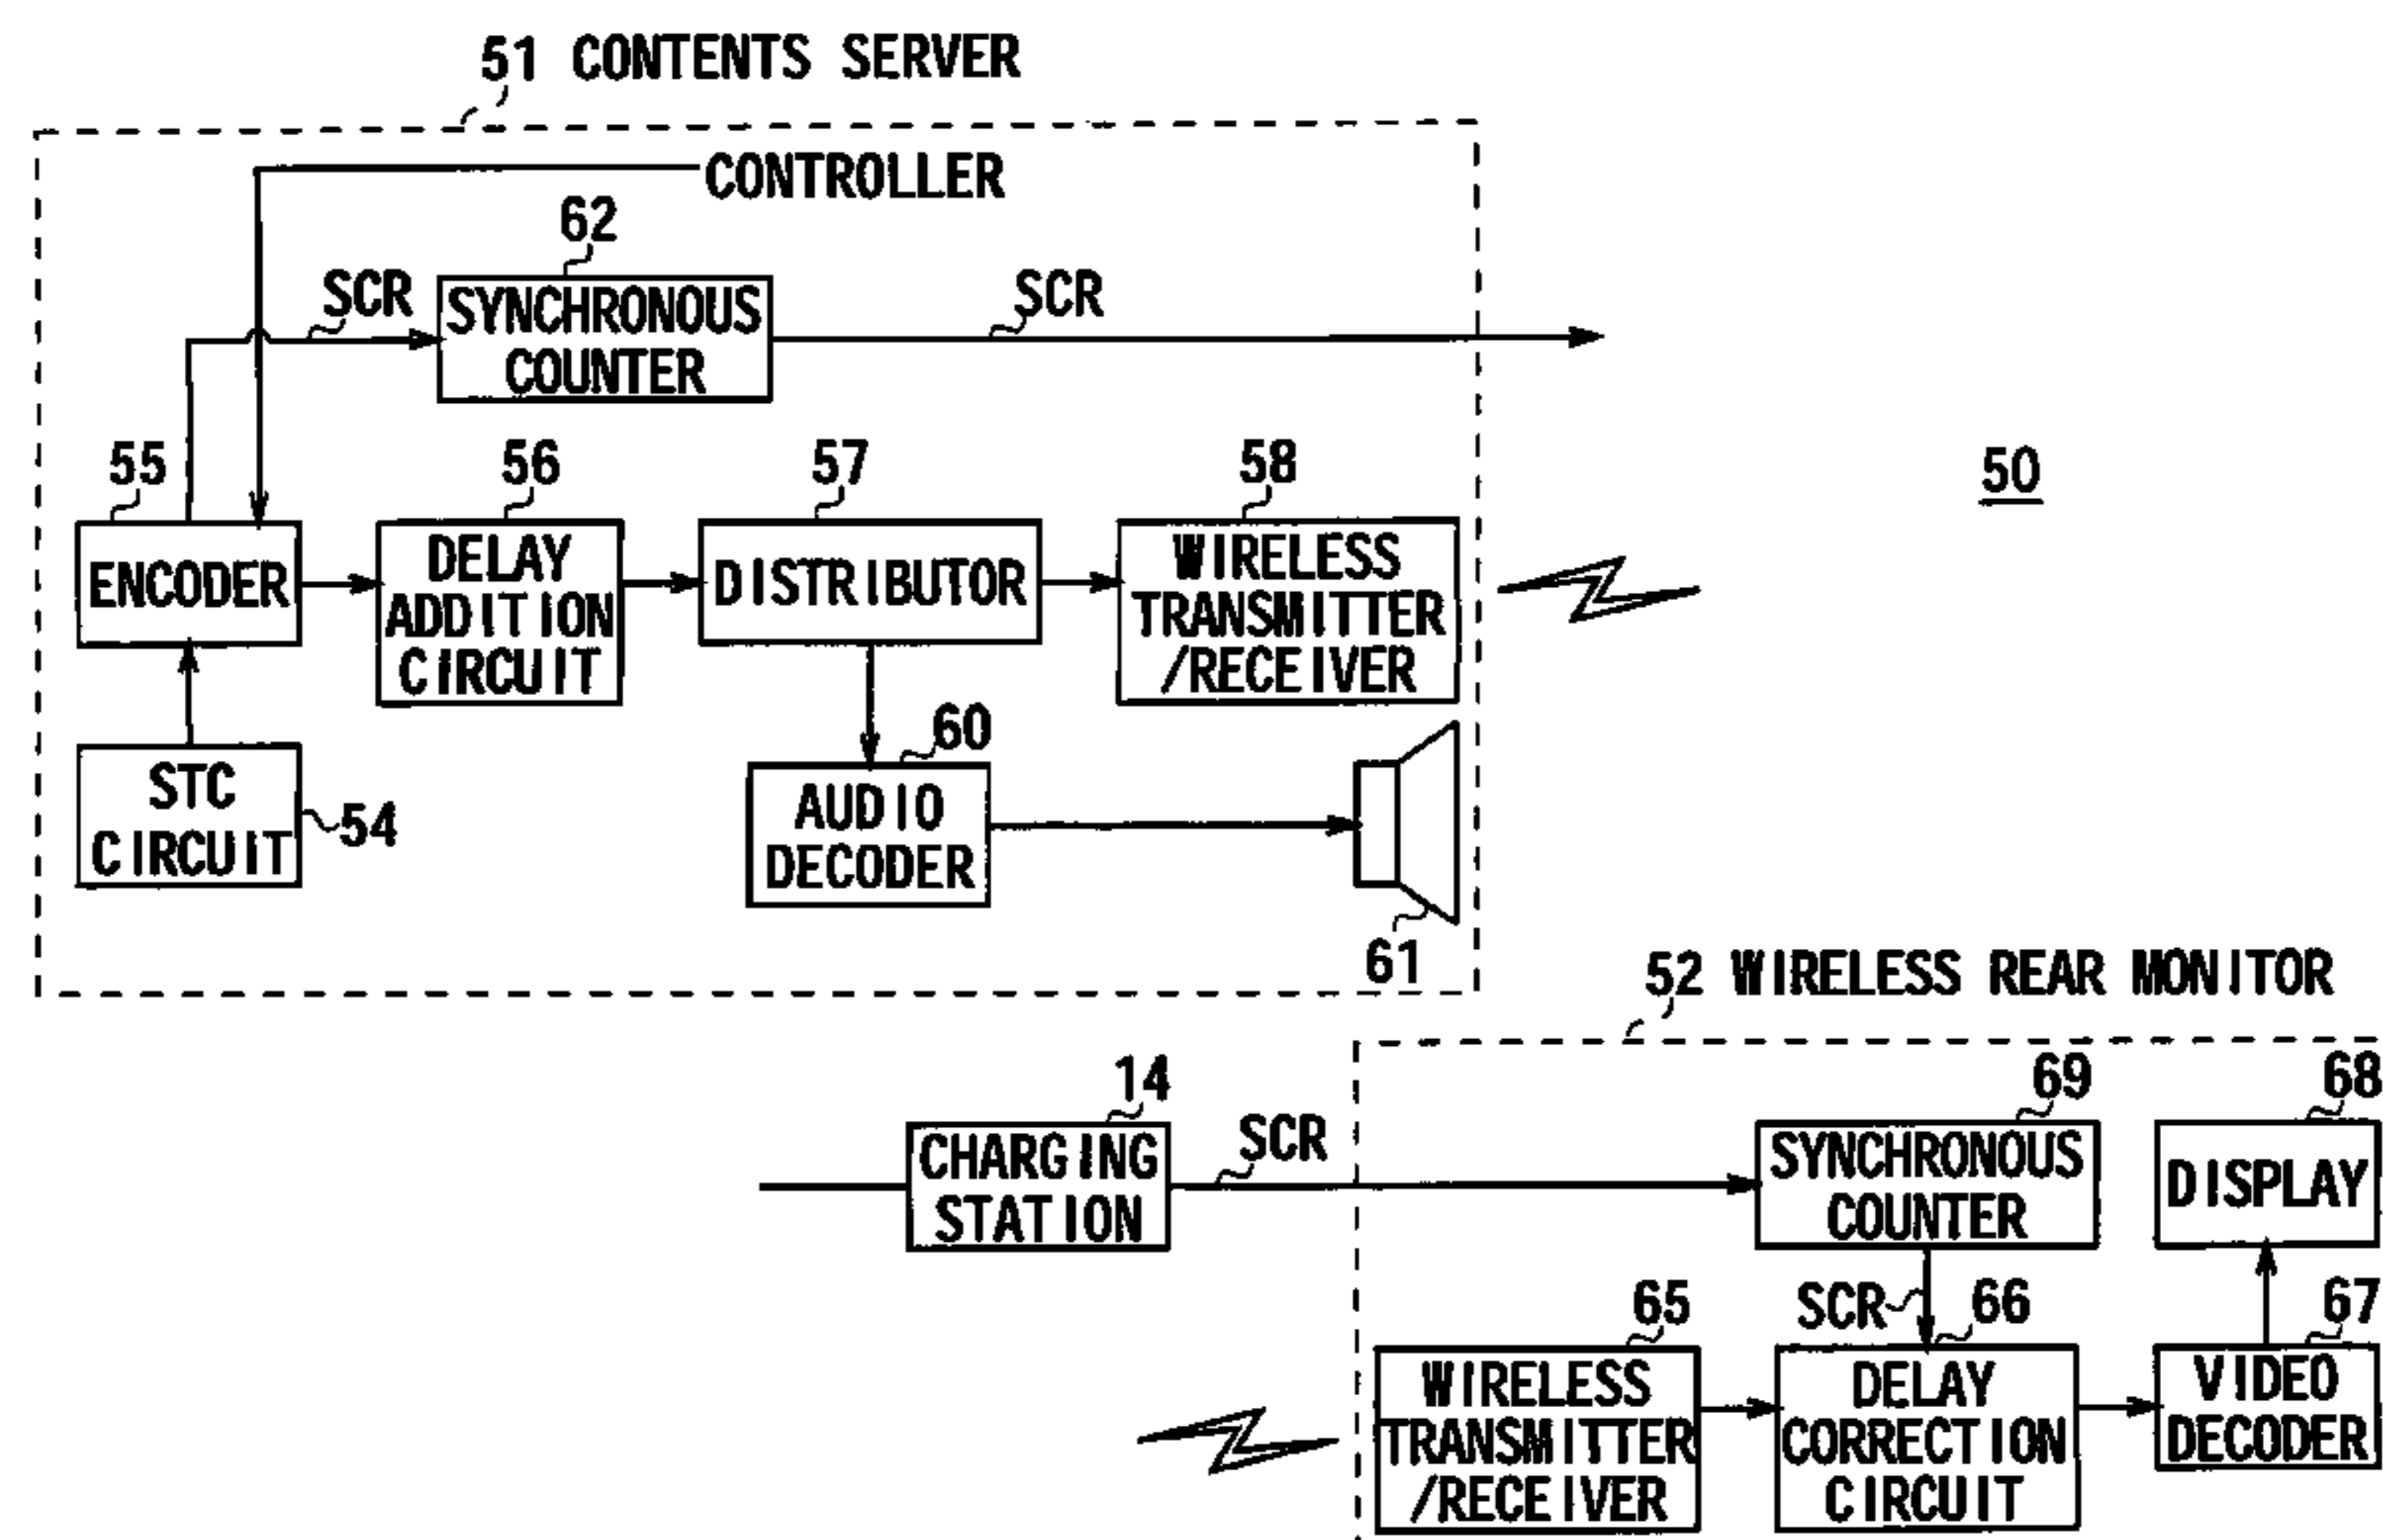 51 CONTENTS SERVER
CONTROLLER
62
SCR
SYNCHRONOUS
COUNTER
SCR
55
56
57
58
50
ENCODER
DELAY
ADDITION
CIRCUIT
DISTRIBUTOR
WIRELESS
TRANSMITTER
/RECEIVER
STC
CIRCUIT
54
60
AUDIO
DECODER
61
52 WIRELESS REAR MONITOR
14
CHARGING
STATION
SCR
69
SYNCHRONOUS
COUNTER
68
DISPLAY
SCR
65
WIRELESS
TRANSMITTER
/RECEIVER
66
DELAY
CORRECTION
CIRCUIT
67
VIDEO
DECODER